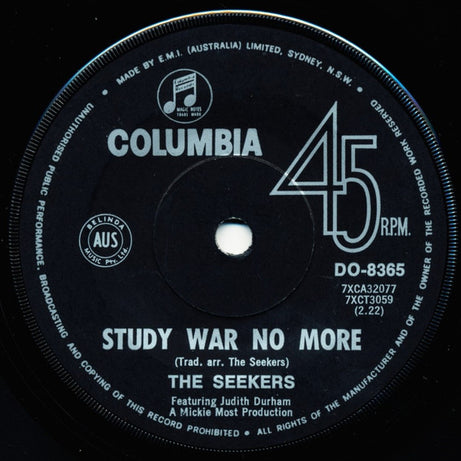 MADE BY E.M.I. (AUSTRALIA) LIMITED, SYDNEY, N.S.W. •
ALL RIGHTS OF THE MANUFACTURER AND OF THE OWNER OF THE RECORDED WORK RESERVED
UNAUTHORISED PUBLIC PERFORMANCE, BROADCASTING AND COPYING OF THIS RECORD PROHIBITED •
MAGIC NOTES
TRADE MARK
COLUMBIA
45 R.P.M.
BELINDA
AUS
MUSIC Pty. Ltd.
DO-8365
7XCA32077
7XCT3059
(2.22)
STUDY WAR NO MORE
(Trad. arr. The Seekers)
THE SEEKERS
Featuring Judith Durham
A Mickie Most Production